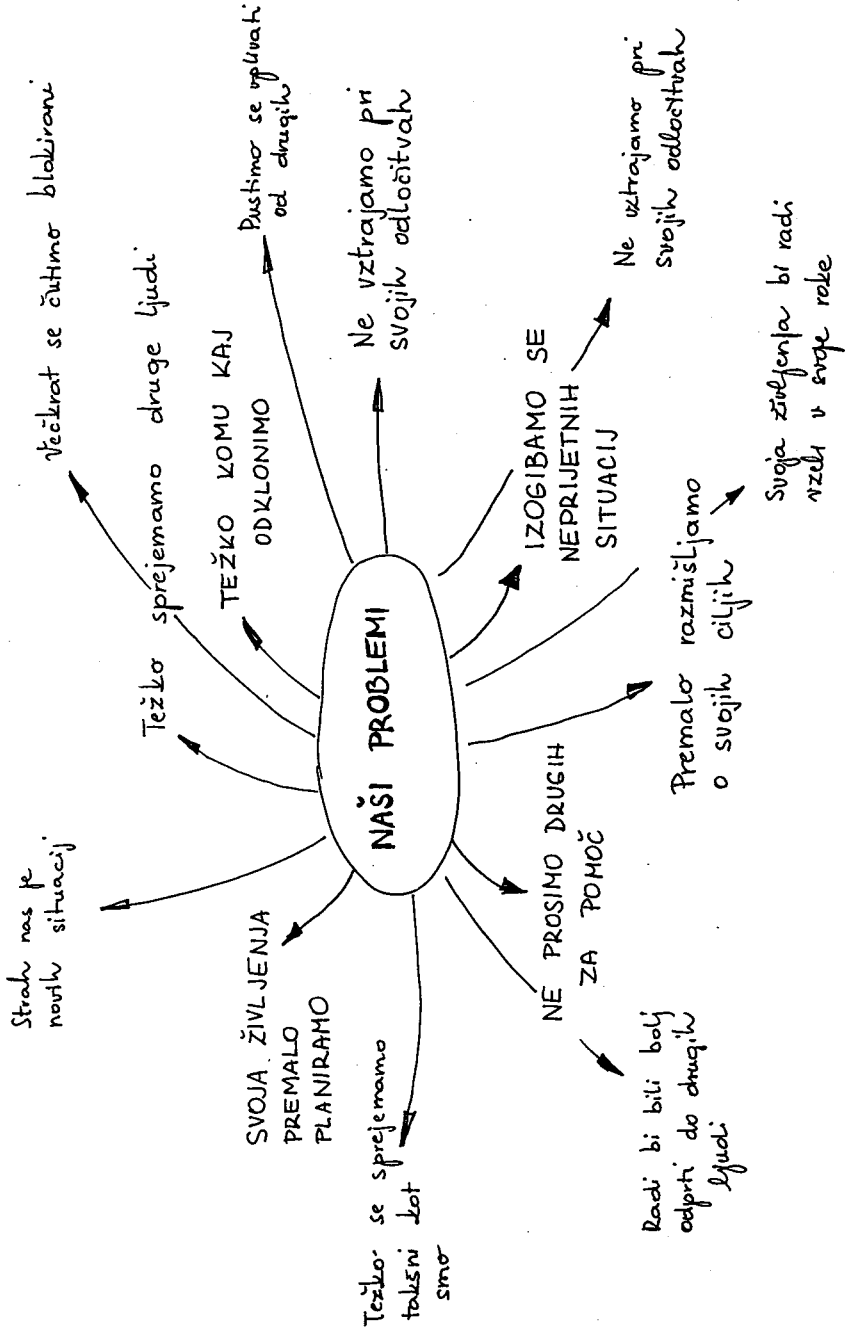 NAŠI PROBLEMI
Strah nas je
novih situacij
Težko sprejemamo druge ljudi
Večkrat se čutimo blokirani
TEŽKO KOMU KAJ
ODKLONIMO
Pustimo se vplivati
od drugih
Ne vztrajamo pri
svojih odločitvah
IZOGIBAMO SE
NEPRIJETNIH
SITUACIJ
Ne vztrajamo pri
svojih odločitvah
Svoja življenja bi radi
vzeli v svoje roke
Premalo razmišljamo
o svojih ciljih
NE PROSIMO DRUGIH
ZA POMOČ
Radi bi bili bolj
odprti do drugih
ljudi
Težko se sprejemamo
takšni kot
smo
SVOJA ŽIVLJENJA
PREMALO
PLANIRAMO